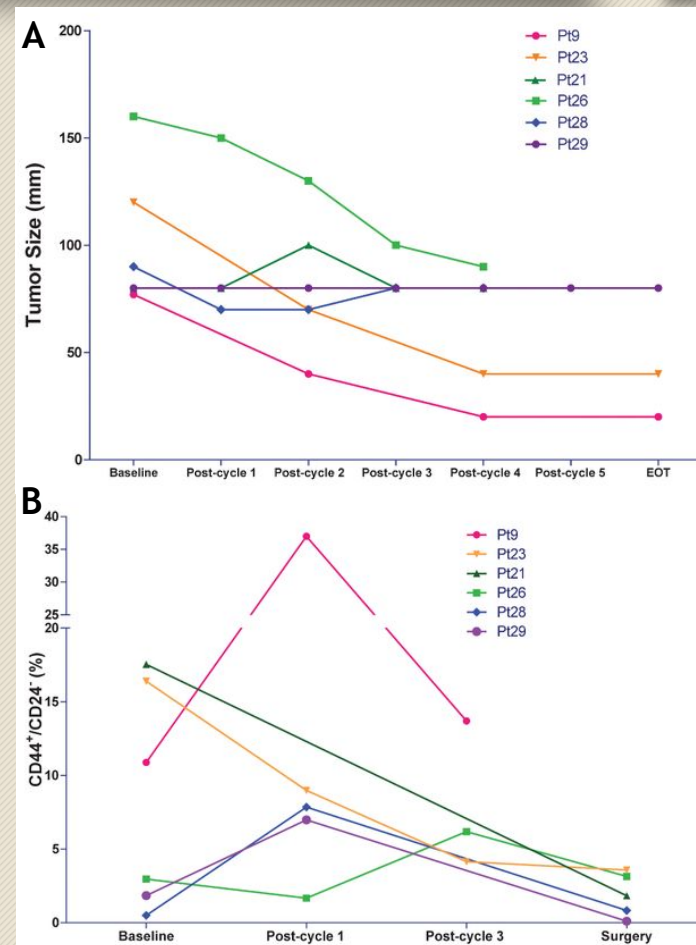 A
Tumor Size (mm)
200
150
100
50
0
Baseline
Post-cycle 1
Post-cycle 2
Post-cycle 3
Post-cycle 4
Post-cycle 5
EOT
Pt9
Pt23
Pt21
Pt26
Pt28
Pt29
B
CD44+/CD24- (%)
40
35
30
25
20
15
10
5
0
Baseline
Post-cycle 1
Post-cycle 3
Surgery
Pt9
Pt23
Pt21
Pt26
Pt28
Pt29